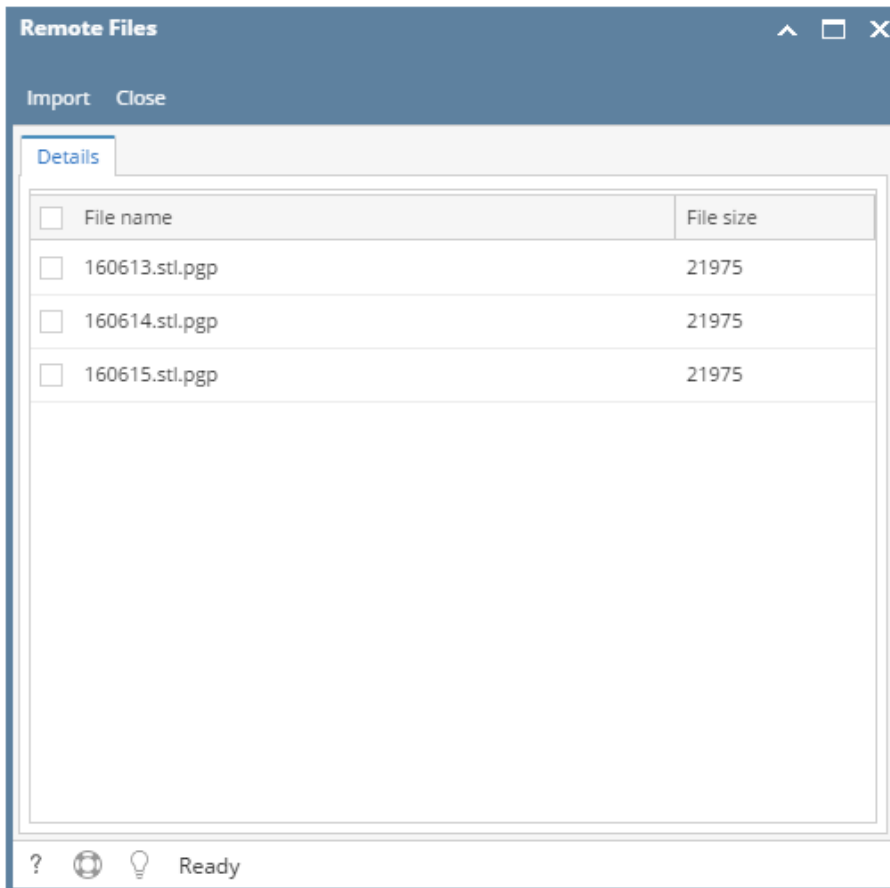 Remote Files
Import Close
Details
File name File size
160613.stl.pgp 21975
160614.stl.pgp 21975
160615.stl.pgp 21975
? Ready